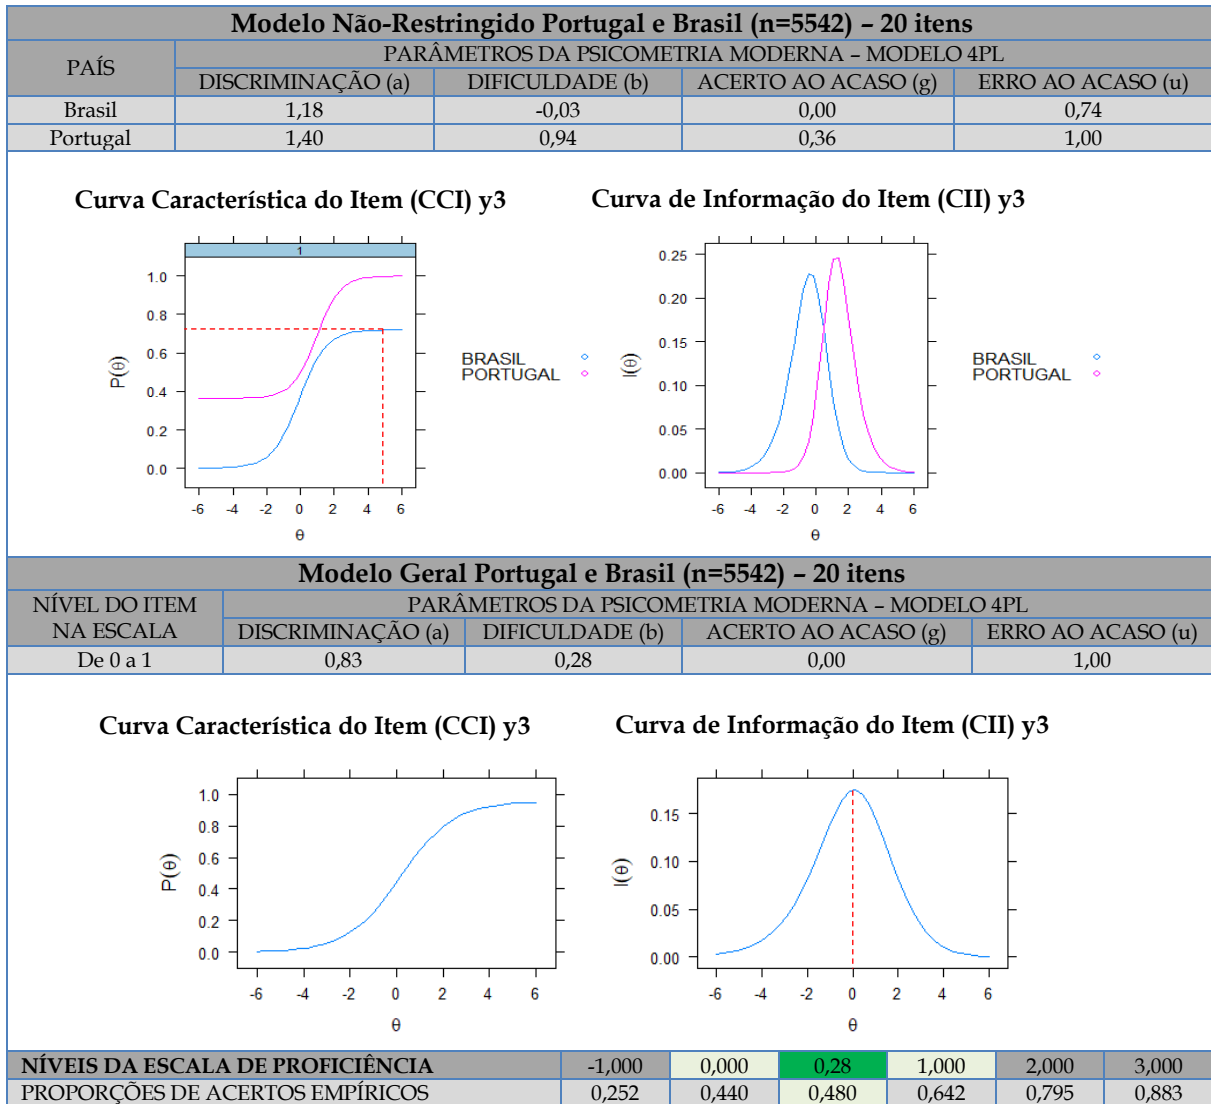 Modelo Não-Restringido Portugal e Brasil (n=5542) – 20 itens
PAÍS
PARÂMETROS DA PSICOMETRIA MODERNA – MODELO 4PL
DISCRIMINAÇÃO (a) DIFICULDADE (b) ACERTO AO ACASO (g) ERRO AO ACASO (u)
Brasil 1,18 -0,03 0,00 0,74
Portugal 1,40 0,94 0,36 1,00
Curva Característica do Item (CCI) y3
1
1.0
0.8
0.6
0.4
0.2
0.0
P(θ)
-6 -4 -2 0 2 4 6
θ
BRASIL
PORTUGAL
Curva de Informação do Item (CII) y3
0.25
0.20
0.15
0.10
0.05
0.00
I(θ)
-6 -4 -2 0 2 4 6
θ
BRASIL
PORTUGAL
Modelo Geral Portugal e Brasil (n=5542) – 20 itens
NÍVEL DO ITEM
NA ESCALA
PARÂMETROS DA PSICOMETRIA MODERNA – MODELO 4PL
DISCRIMINAÇÃO (a) DIFICULDADE (b) ACERTO AO ACASO (g) ERRO AO ACASO (u)
De 0 a 1 0,83 0,28 0,00 1,00
Curva Característica do Item (CCI) y3
1.0
0.8
0.6
0.4
0.2
0.0
P(θ)
-6 -4 -2 0 2 4 6
θ
Curva de Informação do Item (CII) y3
0.15
0.10
0.05
0.00
I(θ)
-6 -4 -2 0 2 4 6
θ
NÍVEIS DA ESCALA DE PROFICIÊNCIA -1,000 0,000 0,28 1,000 2,000 3,000
PROPORÇÕES DE ACERTOS EMPÍRICOS 0,252 0,440 0,480 0,642 0,795 0,883